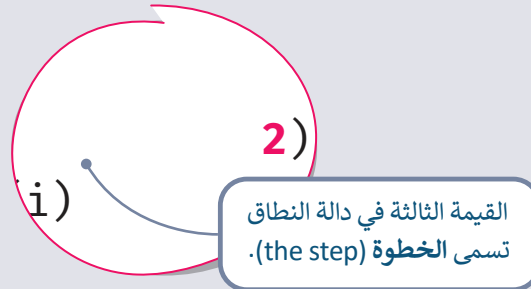 2)
i)
القيمة الثالثة في دالة النطاق
تسمى الخطوة (the step).